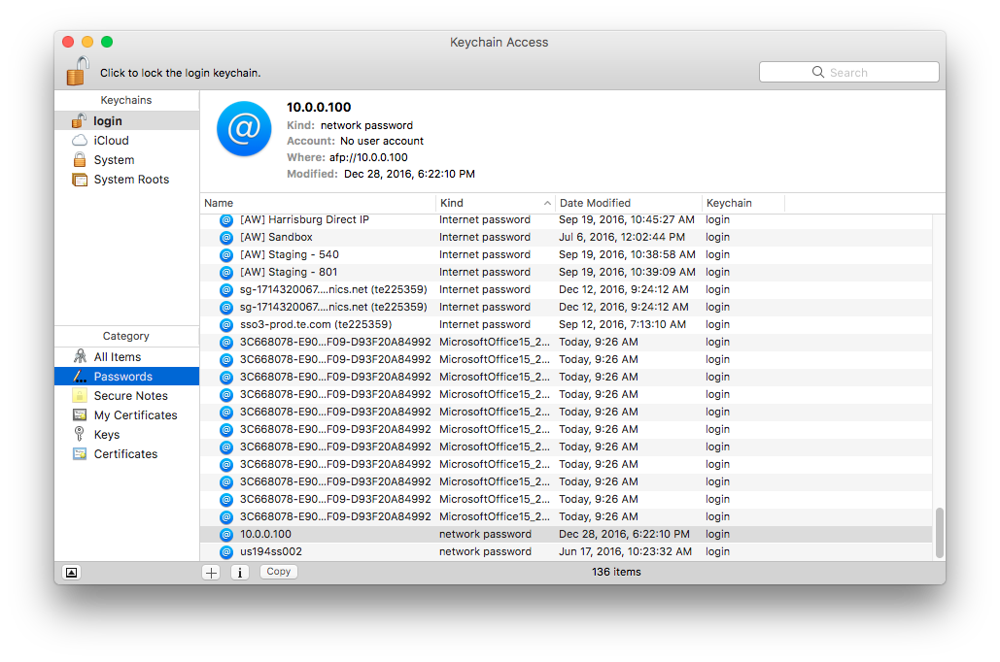 Keychain Access
Click to lock the login keychain.
Search
Keychains
login
iCloud
System
System Roots
Category
All Items
Passwords
Secure Notes
My Certificates
Keys
Certificates
10.0.0.100
Kind: network password
Account: No user account
Where: afp://10.0.0.100
Modified: Dec 28, 2016, 6:22:10 PM
Name Kind Date Modified Keychain
[AW] Harrisburg Direct IP Internet password Sep 19, 2016, 10:45:27 AM login
[AW] Sandbox Internet password Jul 6, 2016, 12:02:44 PM login
[AW] Staging - 540 Internet password Sep 19, 2016, 10:38:58 AM login
[AW] Staging - 801 Internet password Sep 19, 2016, 10:39:09 AM login
sg-1714320067....nics.net (te225359) Internet password Dec 12, 2016, 9:24:12 AM login
sg-1714320067....nics.net (te225359) Internet password Dec 12, 2016, 9:24:12 AM login
sso3-prod.te.com (te225359) Internet password Sep 12, 2016, 7:13:10 AM login
3C668078-E90...F09-D93F20A84992 MicrosoftOffice15_2... Today, 9:26 AM login
3C668078-E90...F09-D93F20A84992 MicrosoftOffice15_2... Today, 9:26 AM login
3C668078-E90...F09-D93F20A84992 MicrosoftOffice15_2... Today, 9:26 AM login
3C668078-E90...F09-D93F20A84992 MicrosoftOffice15_2... Today, 9:26 AM login
3C668078-E90...F09-D93F20A84992 MicrosoftOffice15_2... Today, 9:26 AM login
3C668078-E90...F09-D93F20A84992 MicrosoftOffice15_2... Today, 9:26 AM login
3C668078-E90...F09-D93F20A84992 MicrosoftOffice15_2... Today, 9:26 AM login
3C668078-E90...F09-D93F20A84992 MicrosoftOffice15_2... Today, 9:26 AM login
3C668078-E90...F09-D93F20A84992 MicrosoftOffice15_2... Today, 9:26 AM login
3C668078-E90...F09-D93F20A84992 MicrosoftOffice15_2... Today, 9:26 AM login
3C668078-E90...F09-D93F20A84992 MicrosoftOffice15_2... Today, 9:26 AM login
10.0.0.100 network password Dec 28, 2016, 6:22:10 PM login
us194ss002 network password Jun 17, 2016, 10:23:32 AM login
Copy
136 items